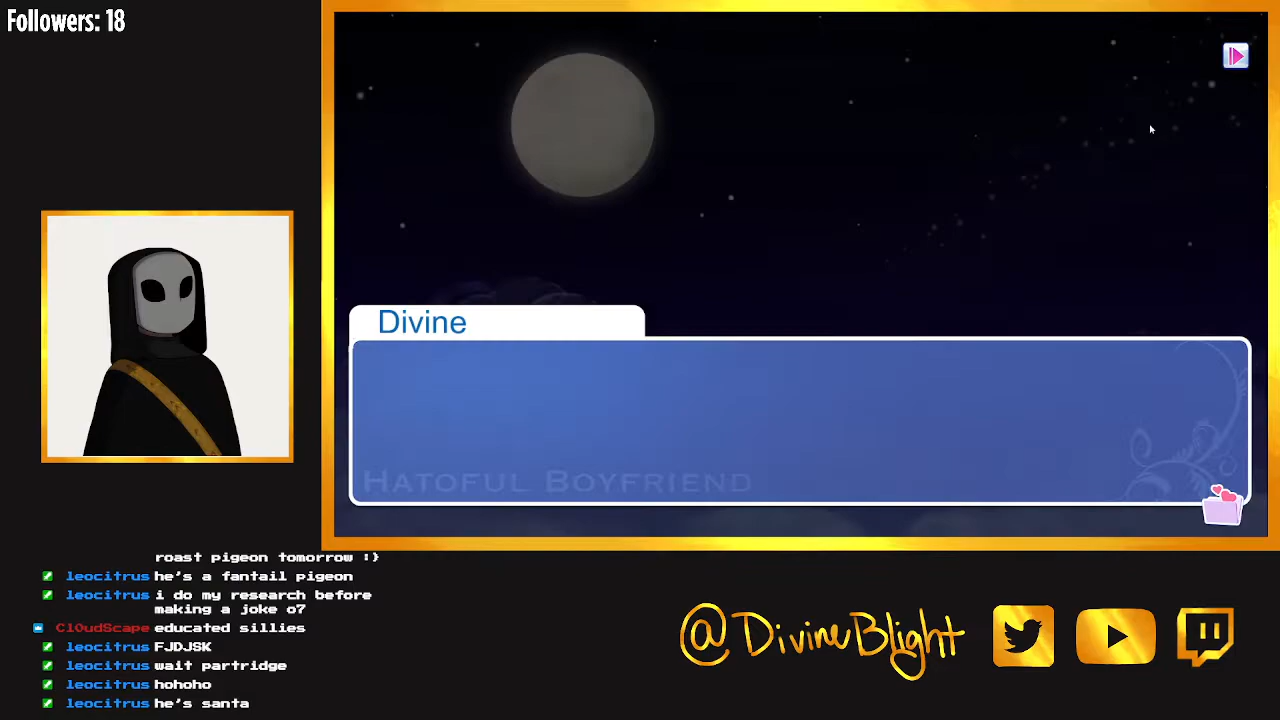 Followers: 18
Divine
HATOFUL BOYFRIEND
roast pigeon tomorrow :}
leocitrus he's a fantail pigeon
leocitrus i do my research before
making a joke o7
Cl0udScape educated sillies
leocitrus FJDJSK
leocitrus wait partridge
leocitrus hohoho
leocitrus he's santa
@DivineBlight